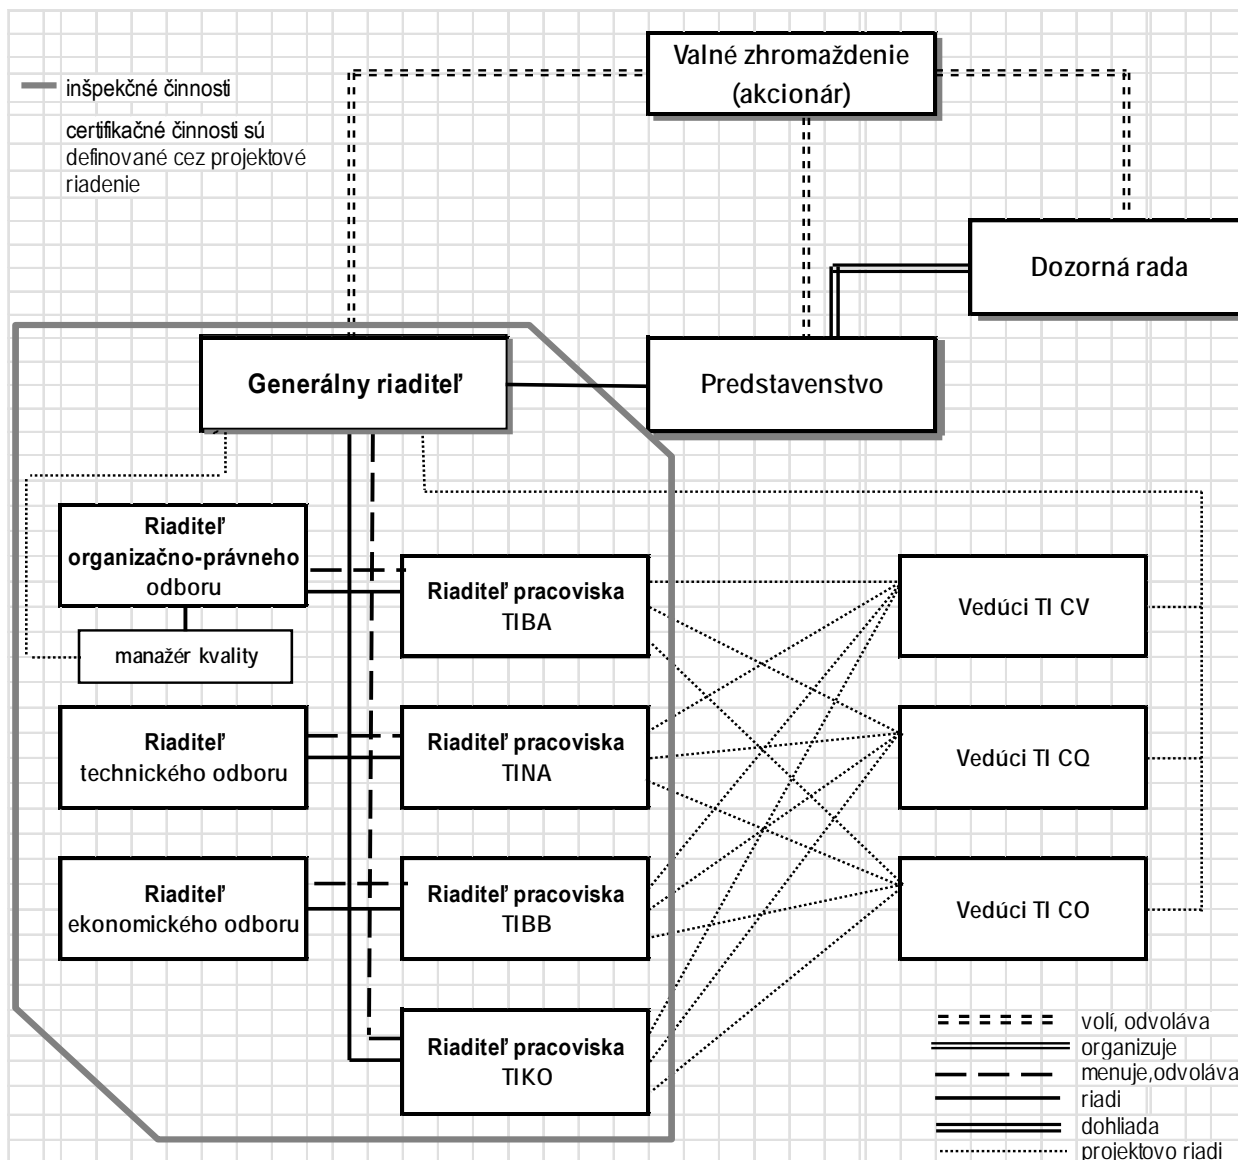 Valné zhromaždenie
(akcionár)
inšpekčné činnosti
certifikačné činnosti sú
definované cez projektové
riadenie
Dozorná rada
Generálny riaditeľ
Predstavenstvo
Riaditeľ
organizačno-právneho
odboru
manažér kvality
Riaditeľ pracoviska
TIBA
Vedúci TI CV
Riaditeľ
technického odboru
Riaditeľ pracoviska
TINA
Vedúci TI CQ
Riaditeľ
ekonomického odboru
Riaditeľ pracoviska
TIBB
Vedúci TI CO
Riaditeľ pracoviska
TIKO
volí, odvoláva
organizuje
menuje,odvoláva
riadi
dohliada
projektovo riadi